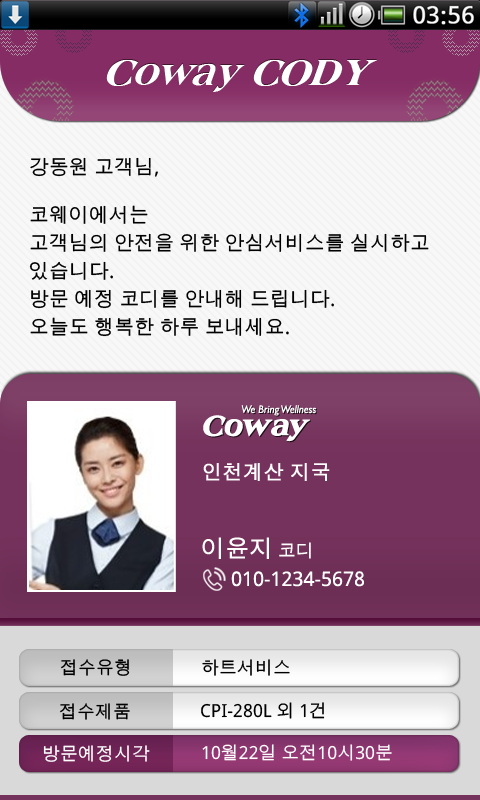 03:56
Coway CODY
강동원 고객님,
코웨이에서는
고객님의 안전을 위한 안심서비스를 실시하고
있습니다.
방문 예정 코디를 안내해 드립니다.
오늘도 행복한 하루 보내세요.
We Bring Wellness
Coway
인천계산 지국
이윤지 코디
010-1234-5678
접수유형 하트서비스
접수제품 CPI-280L 외 1건
방문예정시각 10월22일 오전10시30분